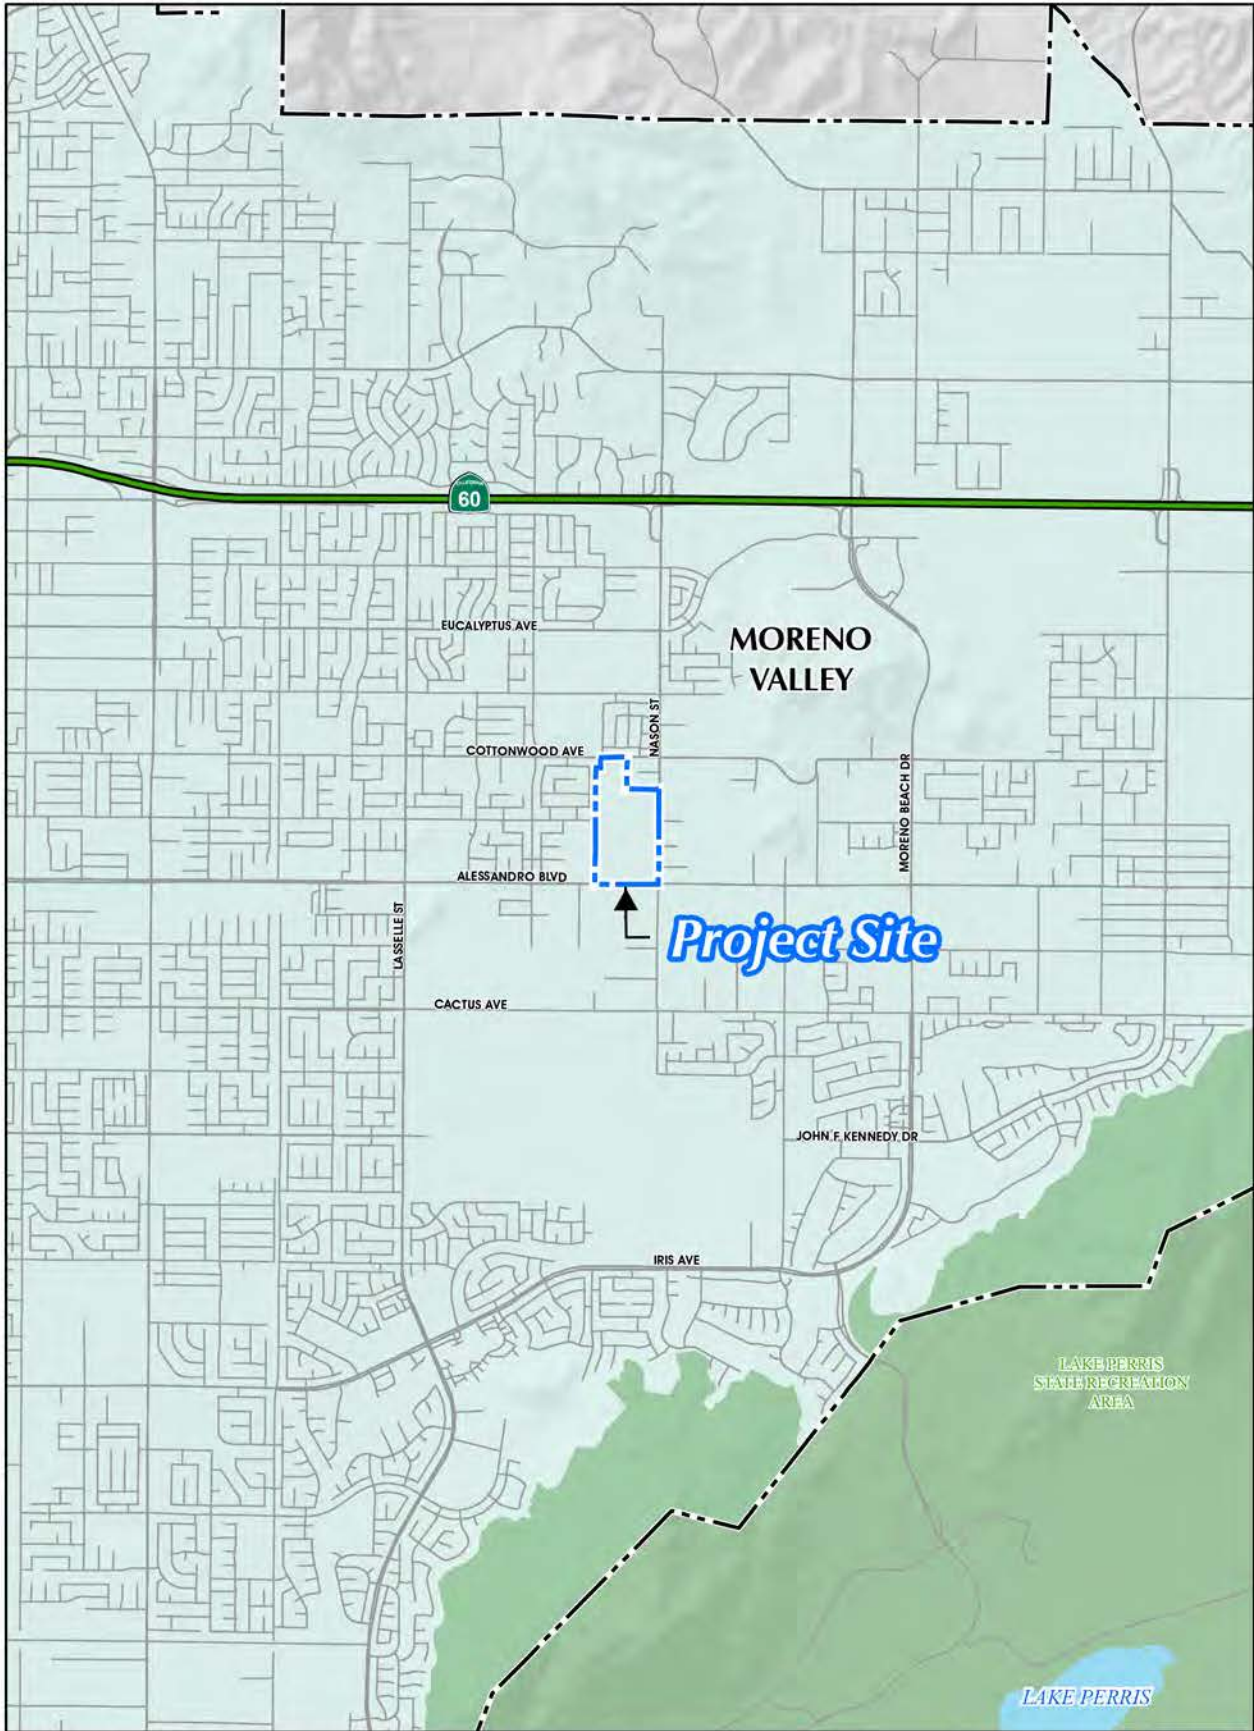 CALIFORNIA
60
EUCALYPTUS AVE
MORENO
VALLEY
NASON ST
COTTONWOOD AVE
MORENO BEACH DR
ALESSANDRO BLVD
LASSELLE ST
Project Site
CACTUS AVE
JOHN F KENNEDY DR
IRIS AVE
LAKE PERRIS
STATE RECREATION
AREA
LAKE PERRIS